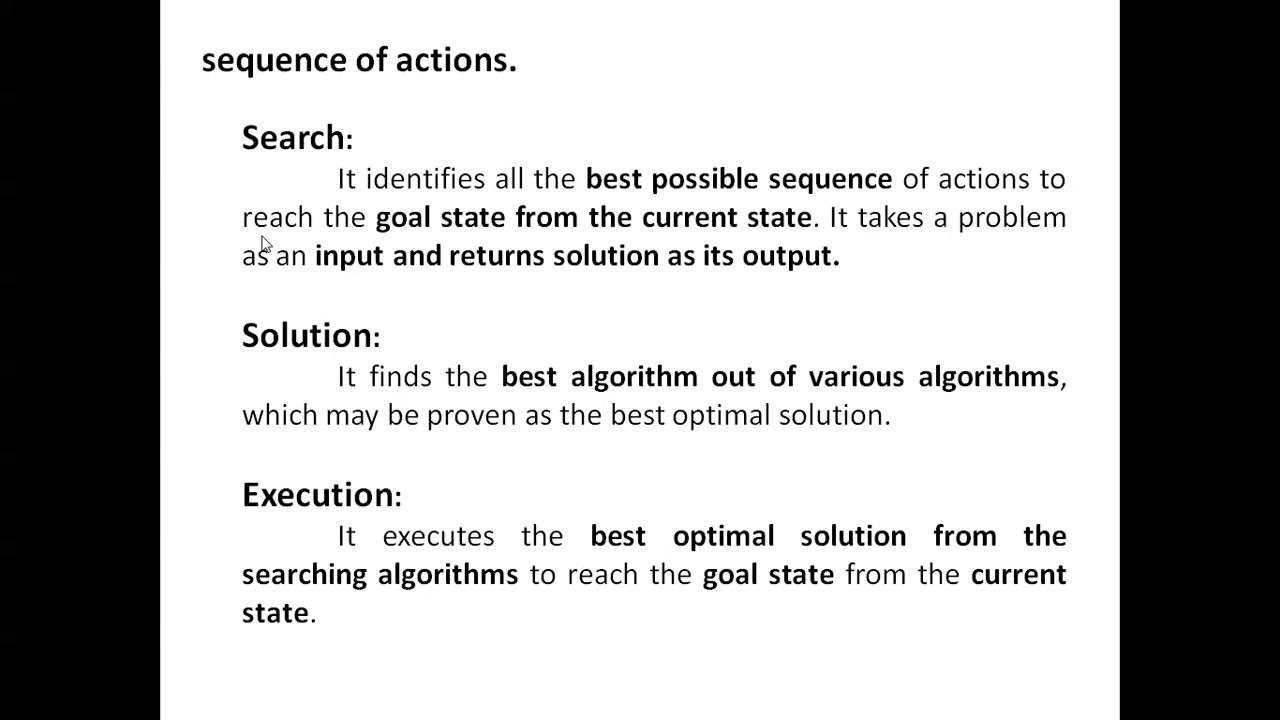 sequence of actions.
Search:
It identifies all the best possible sequence of actions to
reach the goal state from the current state. It takes a problem
as an input and returns solution as its output.
Solution:
It finds the best algorithm out of various algorithms,
which may be proven as the best optimal solution.
Execution:
It executes the best optimal solution from the
searching algorithms to reach the goal state from the current
state.